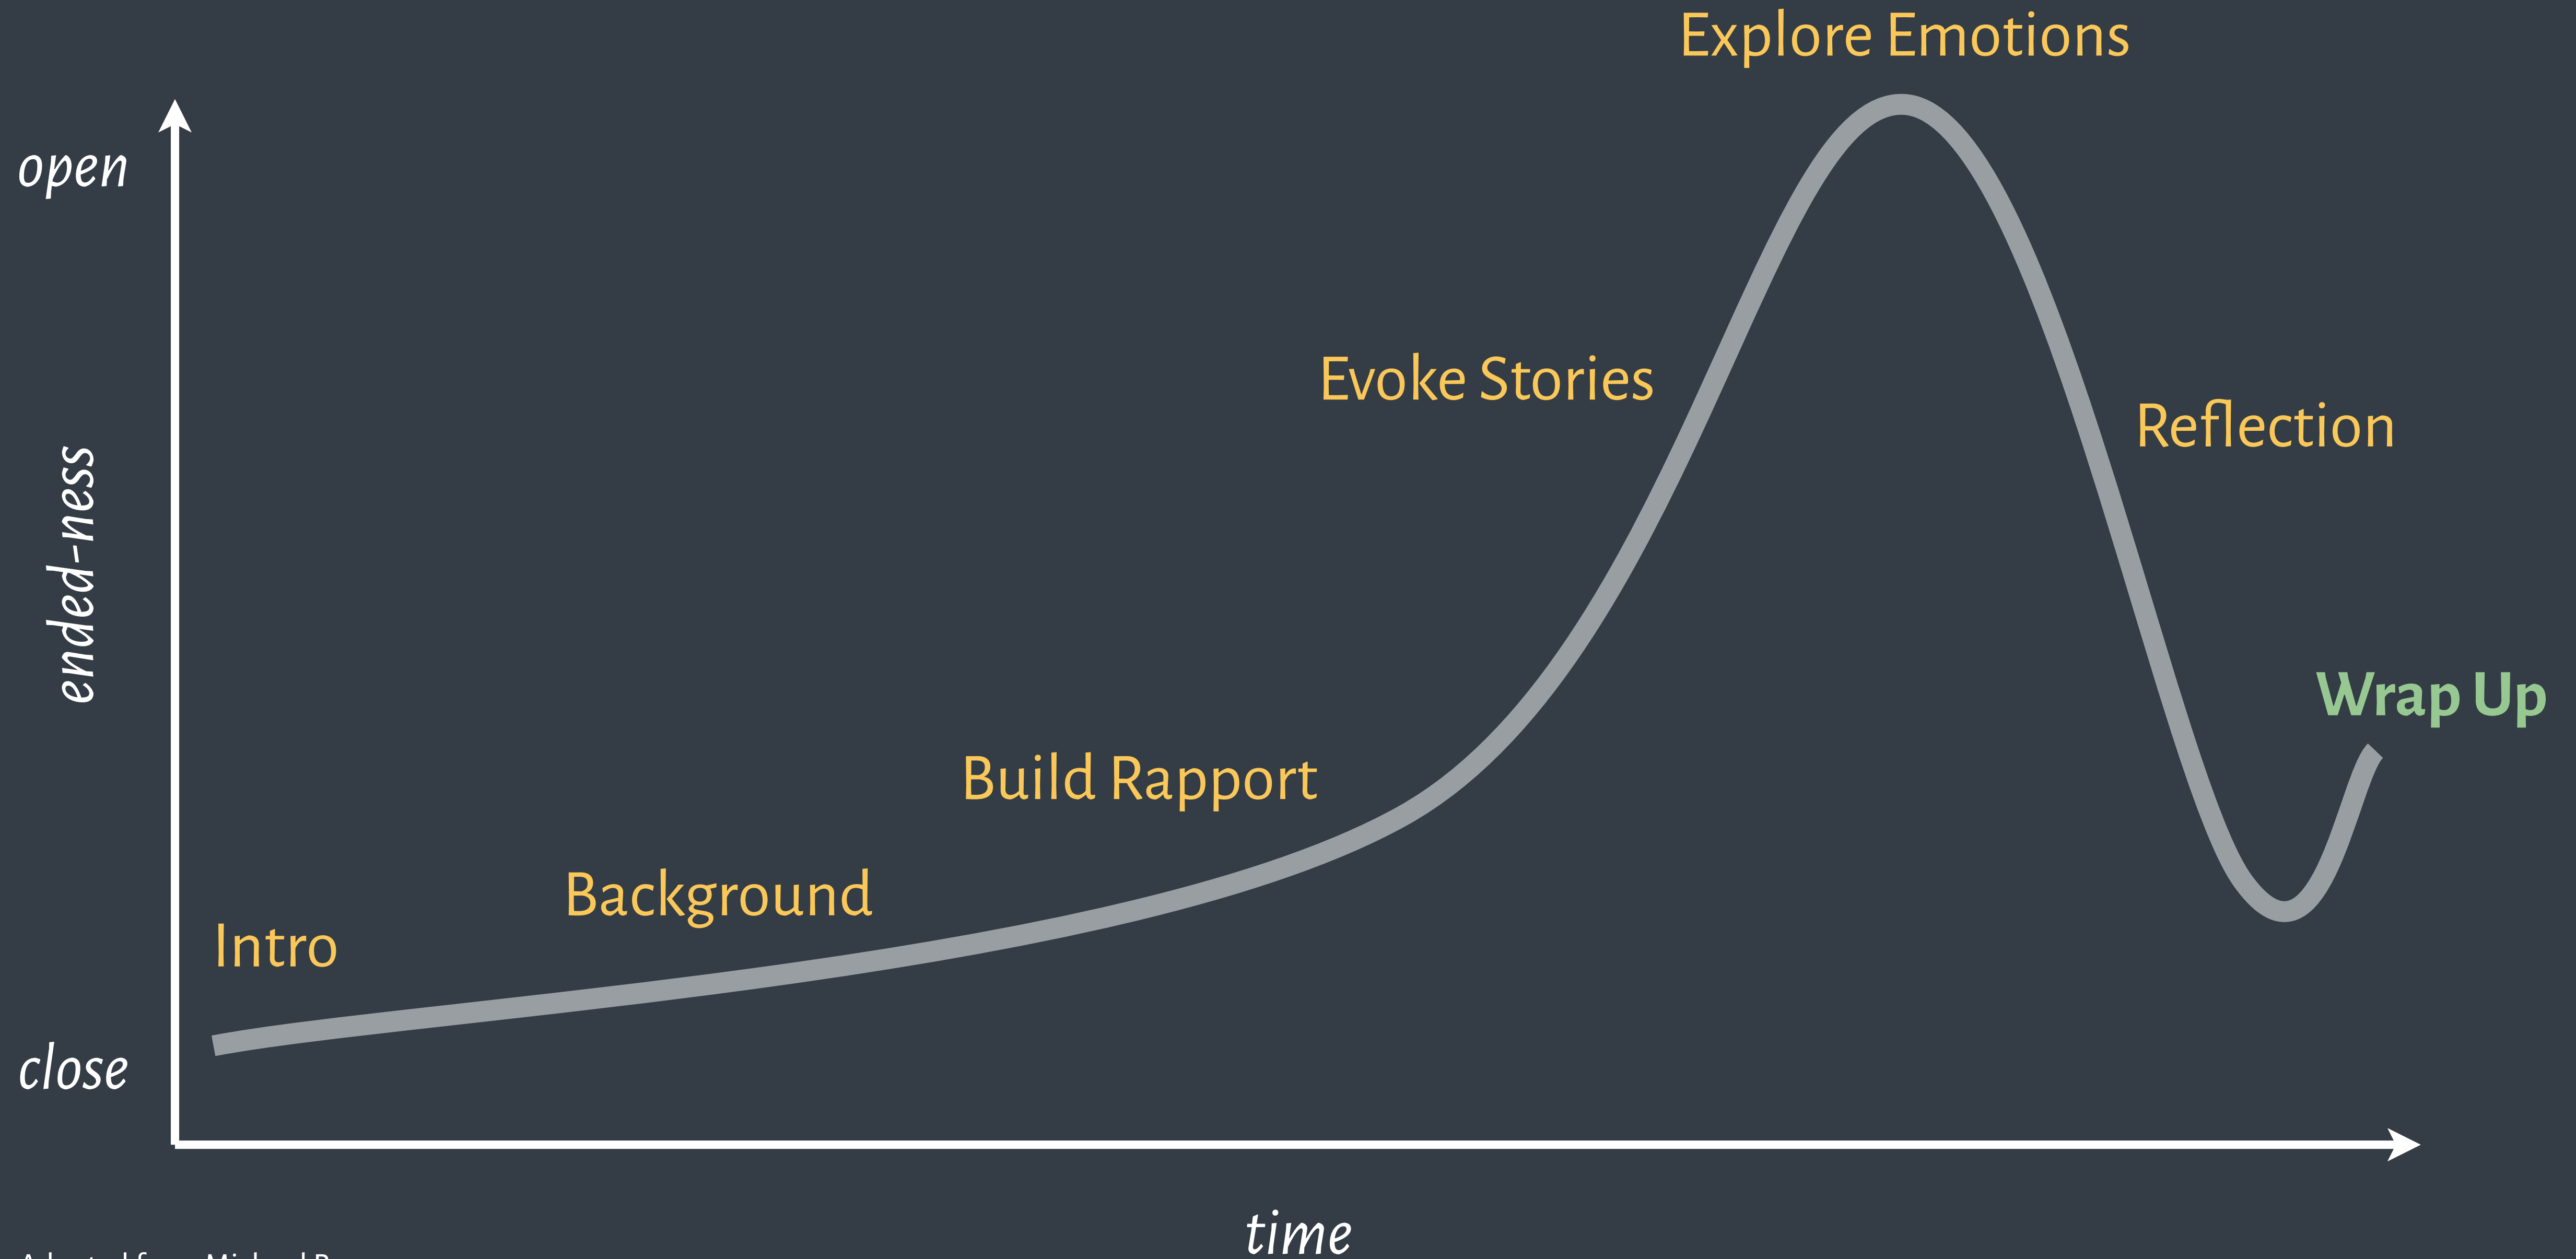 Explore Emotions
open
Evoke Stories
Reflection
ended-ness
Wrap Up
Build Rapport
Background
Intro
close
time